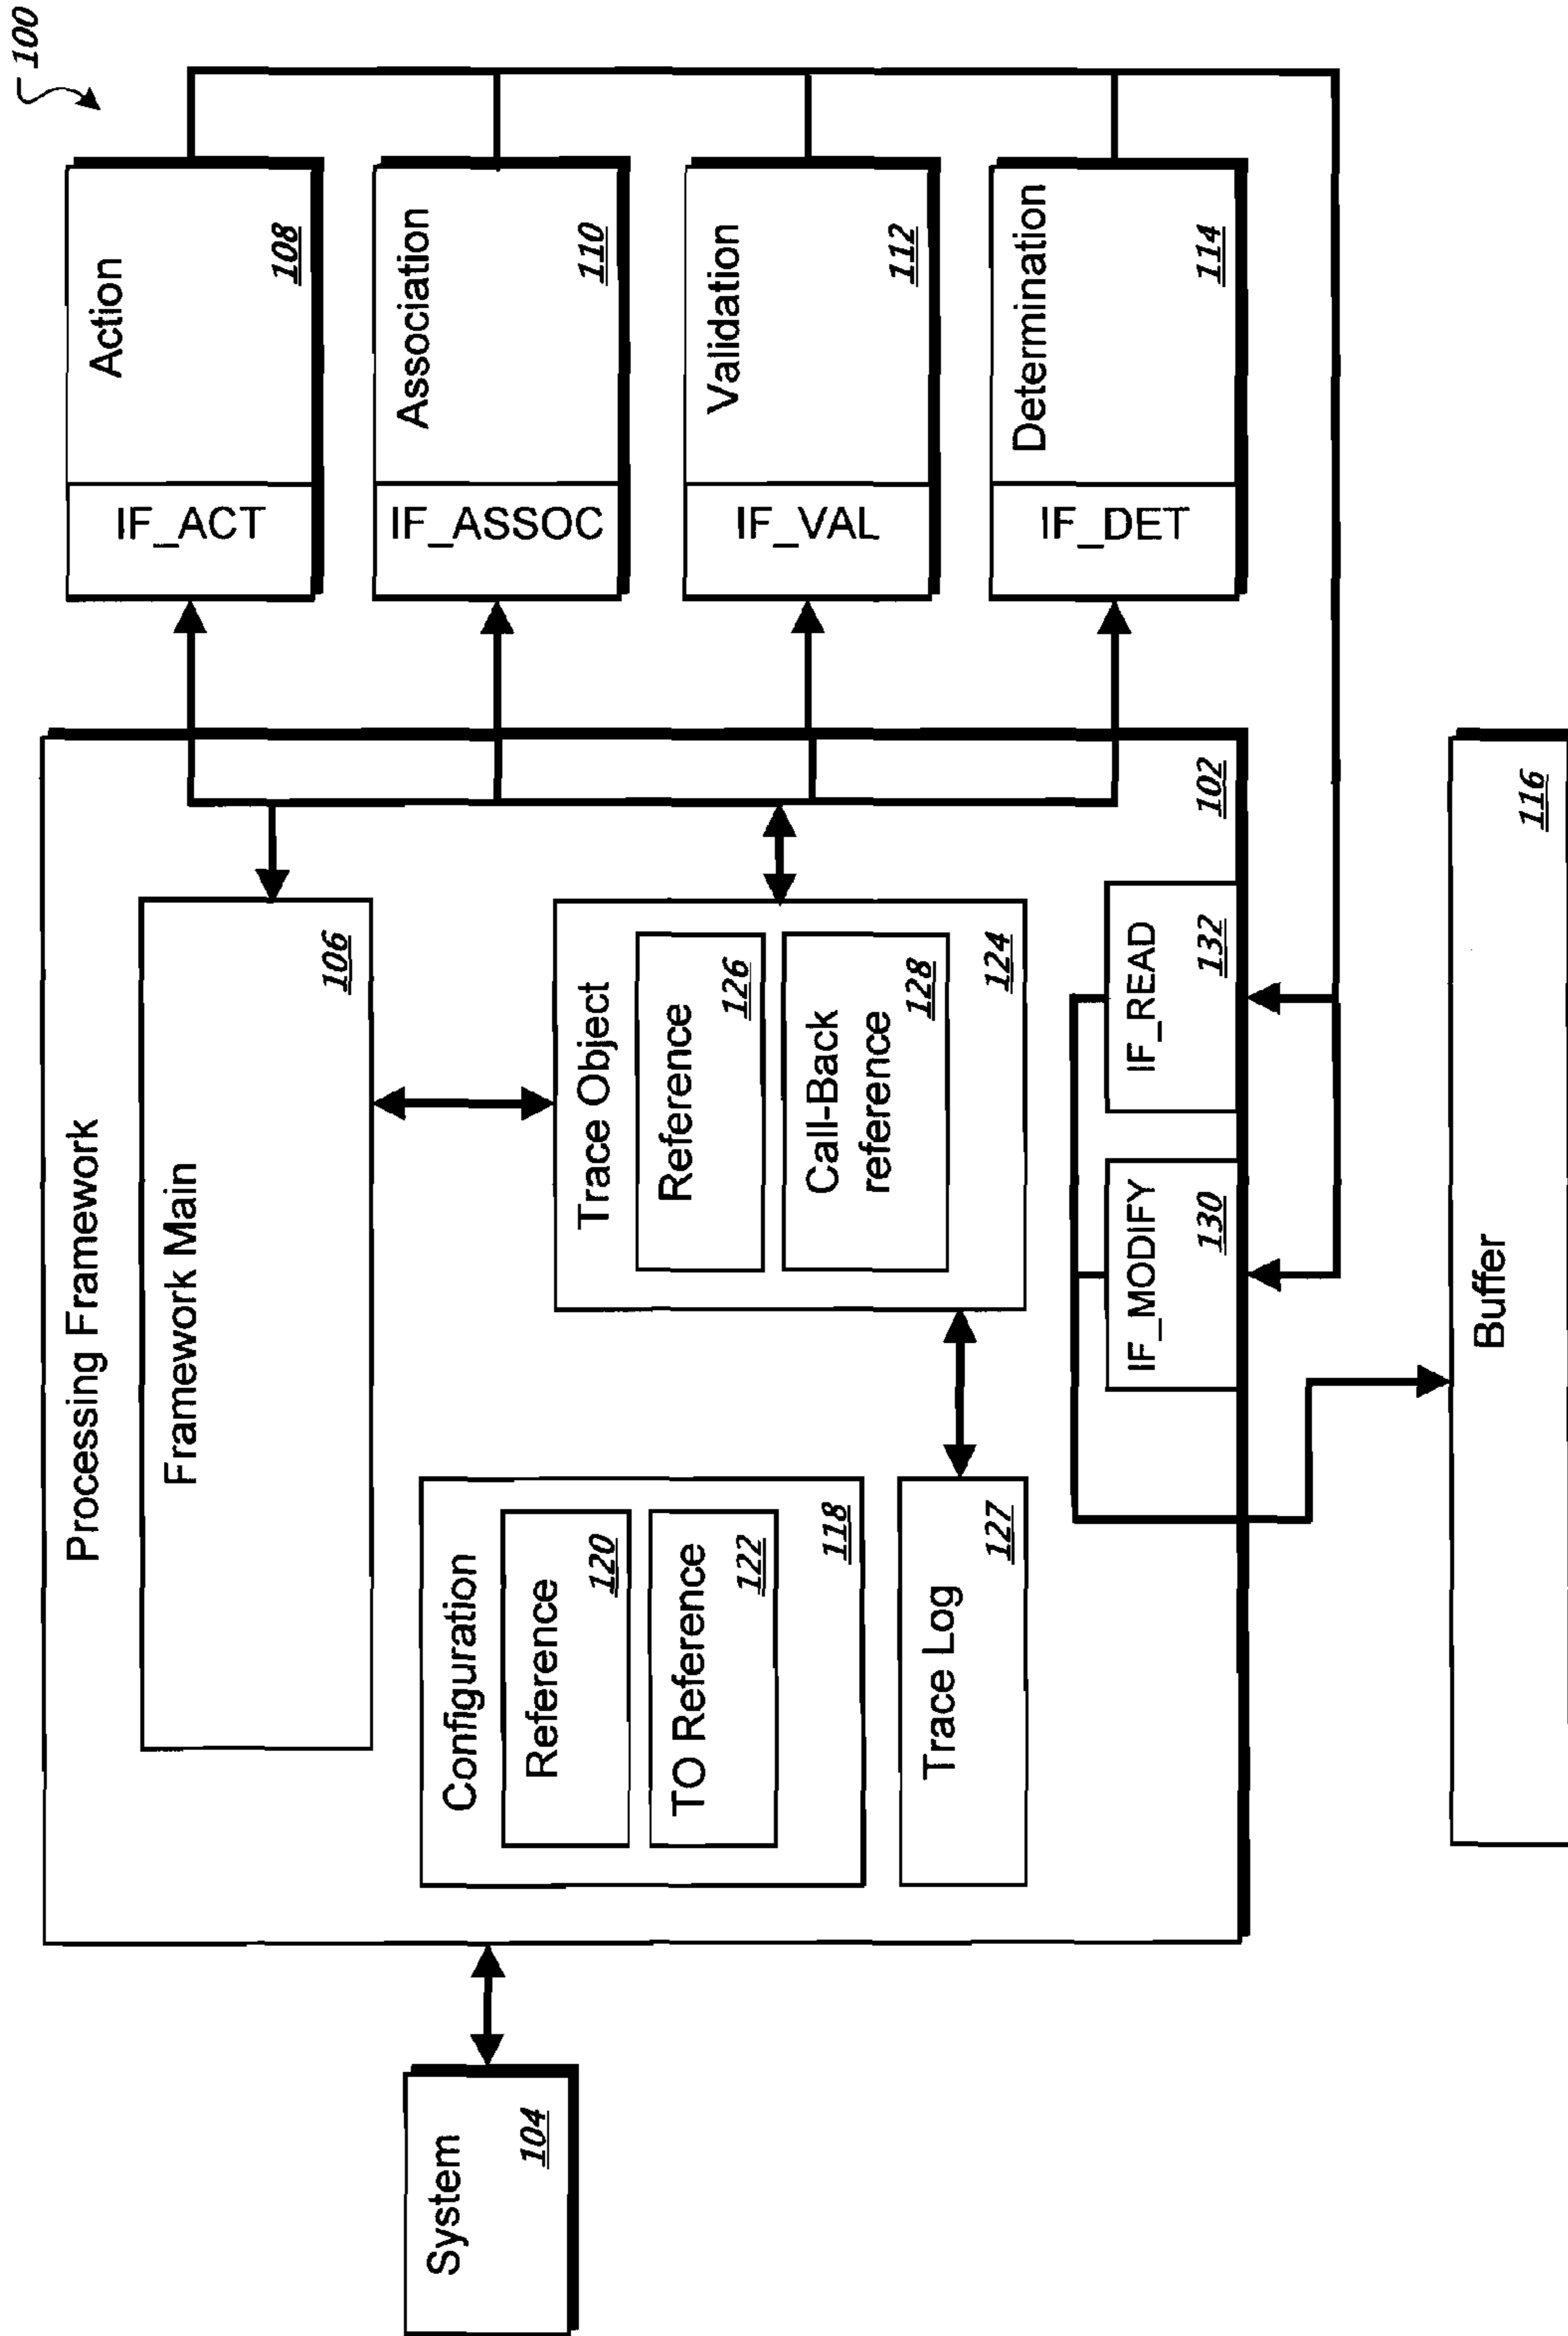 100
System
104
Processing Framework
Framework Main
106
Configuration
Reference
120
TO Reference
122
118
Trace Log
127
Trace Object
Reference
126
Call-Back
reference
128
124
IF_MODIFY
130
IF_READ
132
102
IF_ACT
Action
108
IF_ASSOC
Association
110
IF_VAL
Validation
112
IF_DET
Determination
114
Buffer
116